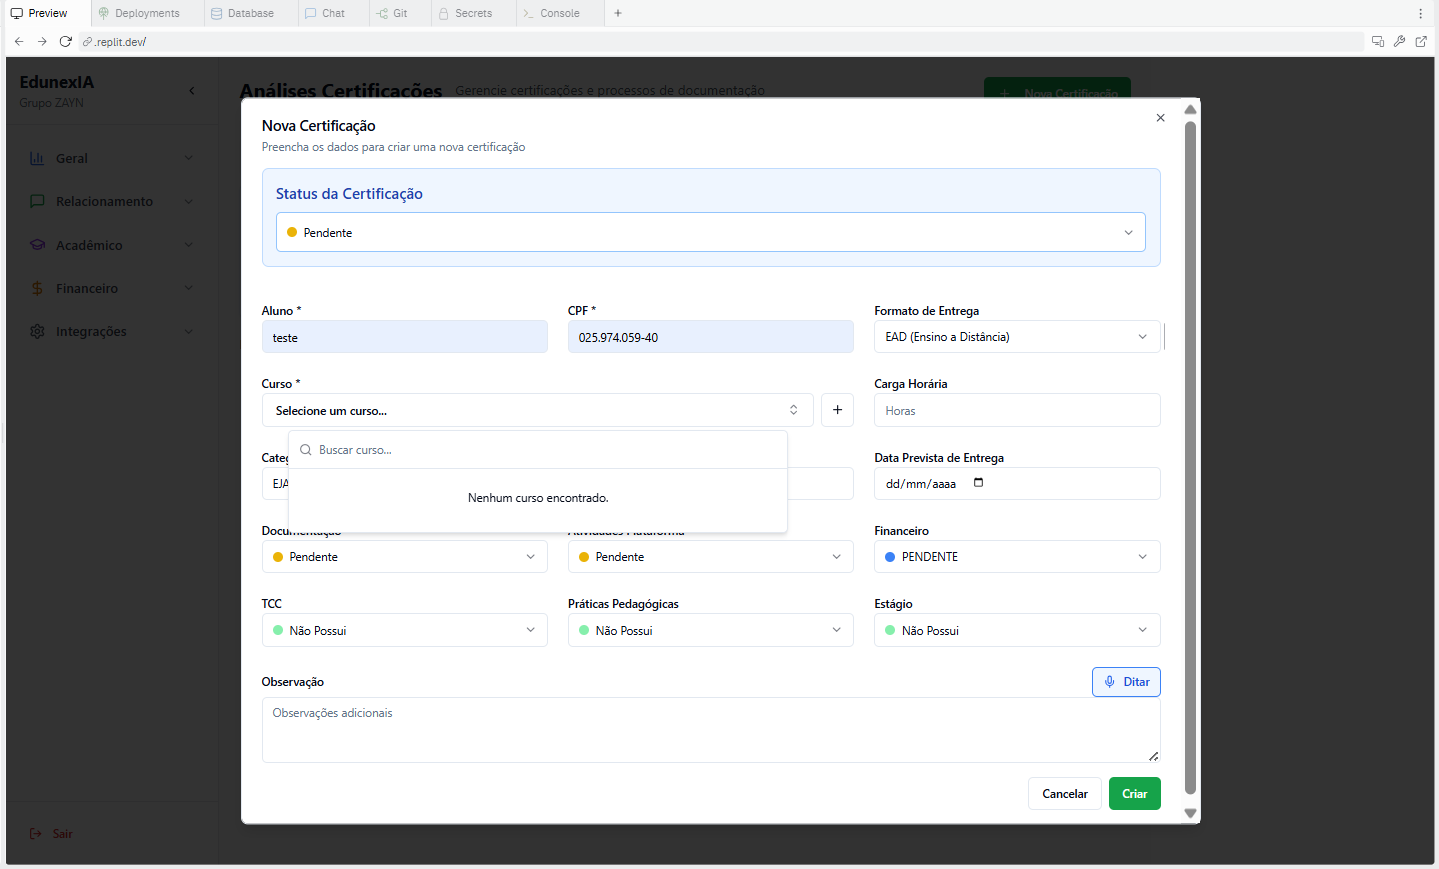 Preview Deployments Database Chat Git Secrets Console
.replit.dev/
EdunexIA
Grupo ZAYN
Análises Certificações Gerencie certificações e processos de documentação
Nova Certificação
Geral
Relacionamento
Acadêmico
Financeiro
Integrações
Sair
Nova Certificação
Preencha os dados para criar uma nova certificação
Status da Certificação
Pendente
Aluno * CPF * Formato de Entrega
teste 025.974.059-40 EAD (Ensino a Distância)
Curso * Carga Horária
Selecione um curso... + Horas
Buscar curso...
Nenhum curso encontrado.
Categ Data Prevista de Entrega
EJA dd/mm/aaaa
Documentação Atividades Plataforma Financeiro
Pendente Pendente PENDENTE
TCC Práticas Pedagógicas Estágio
Não Possui Não Possui Não Possui
Observação Ditar
Observações adicionais
Cancelar Criar